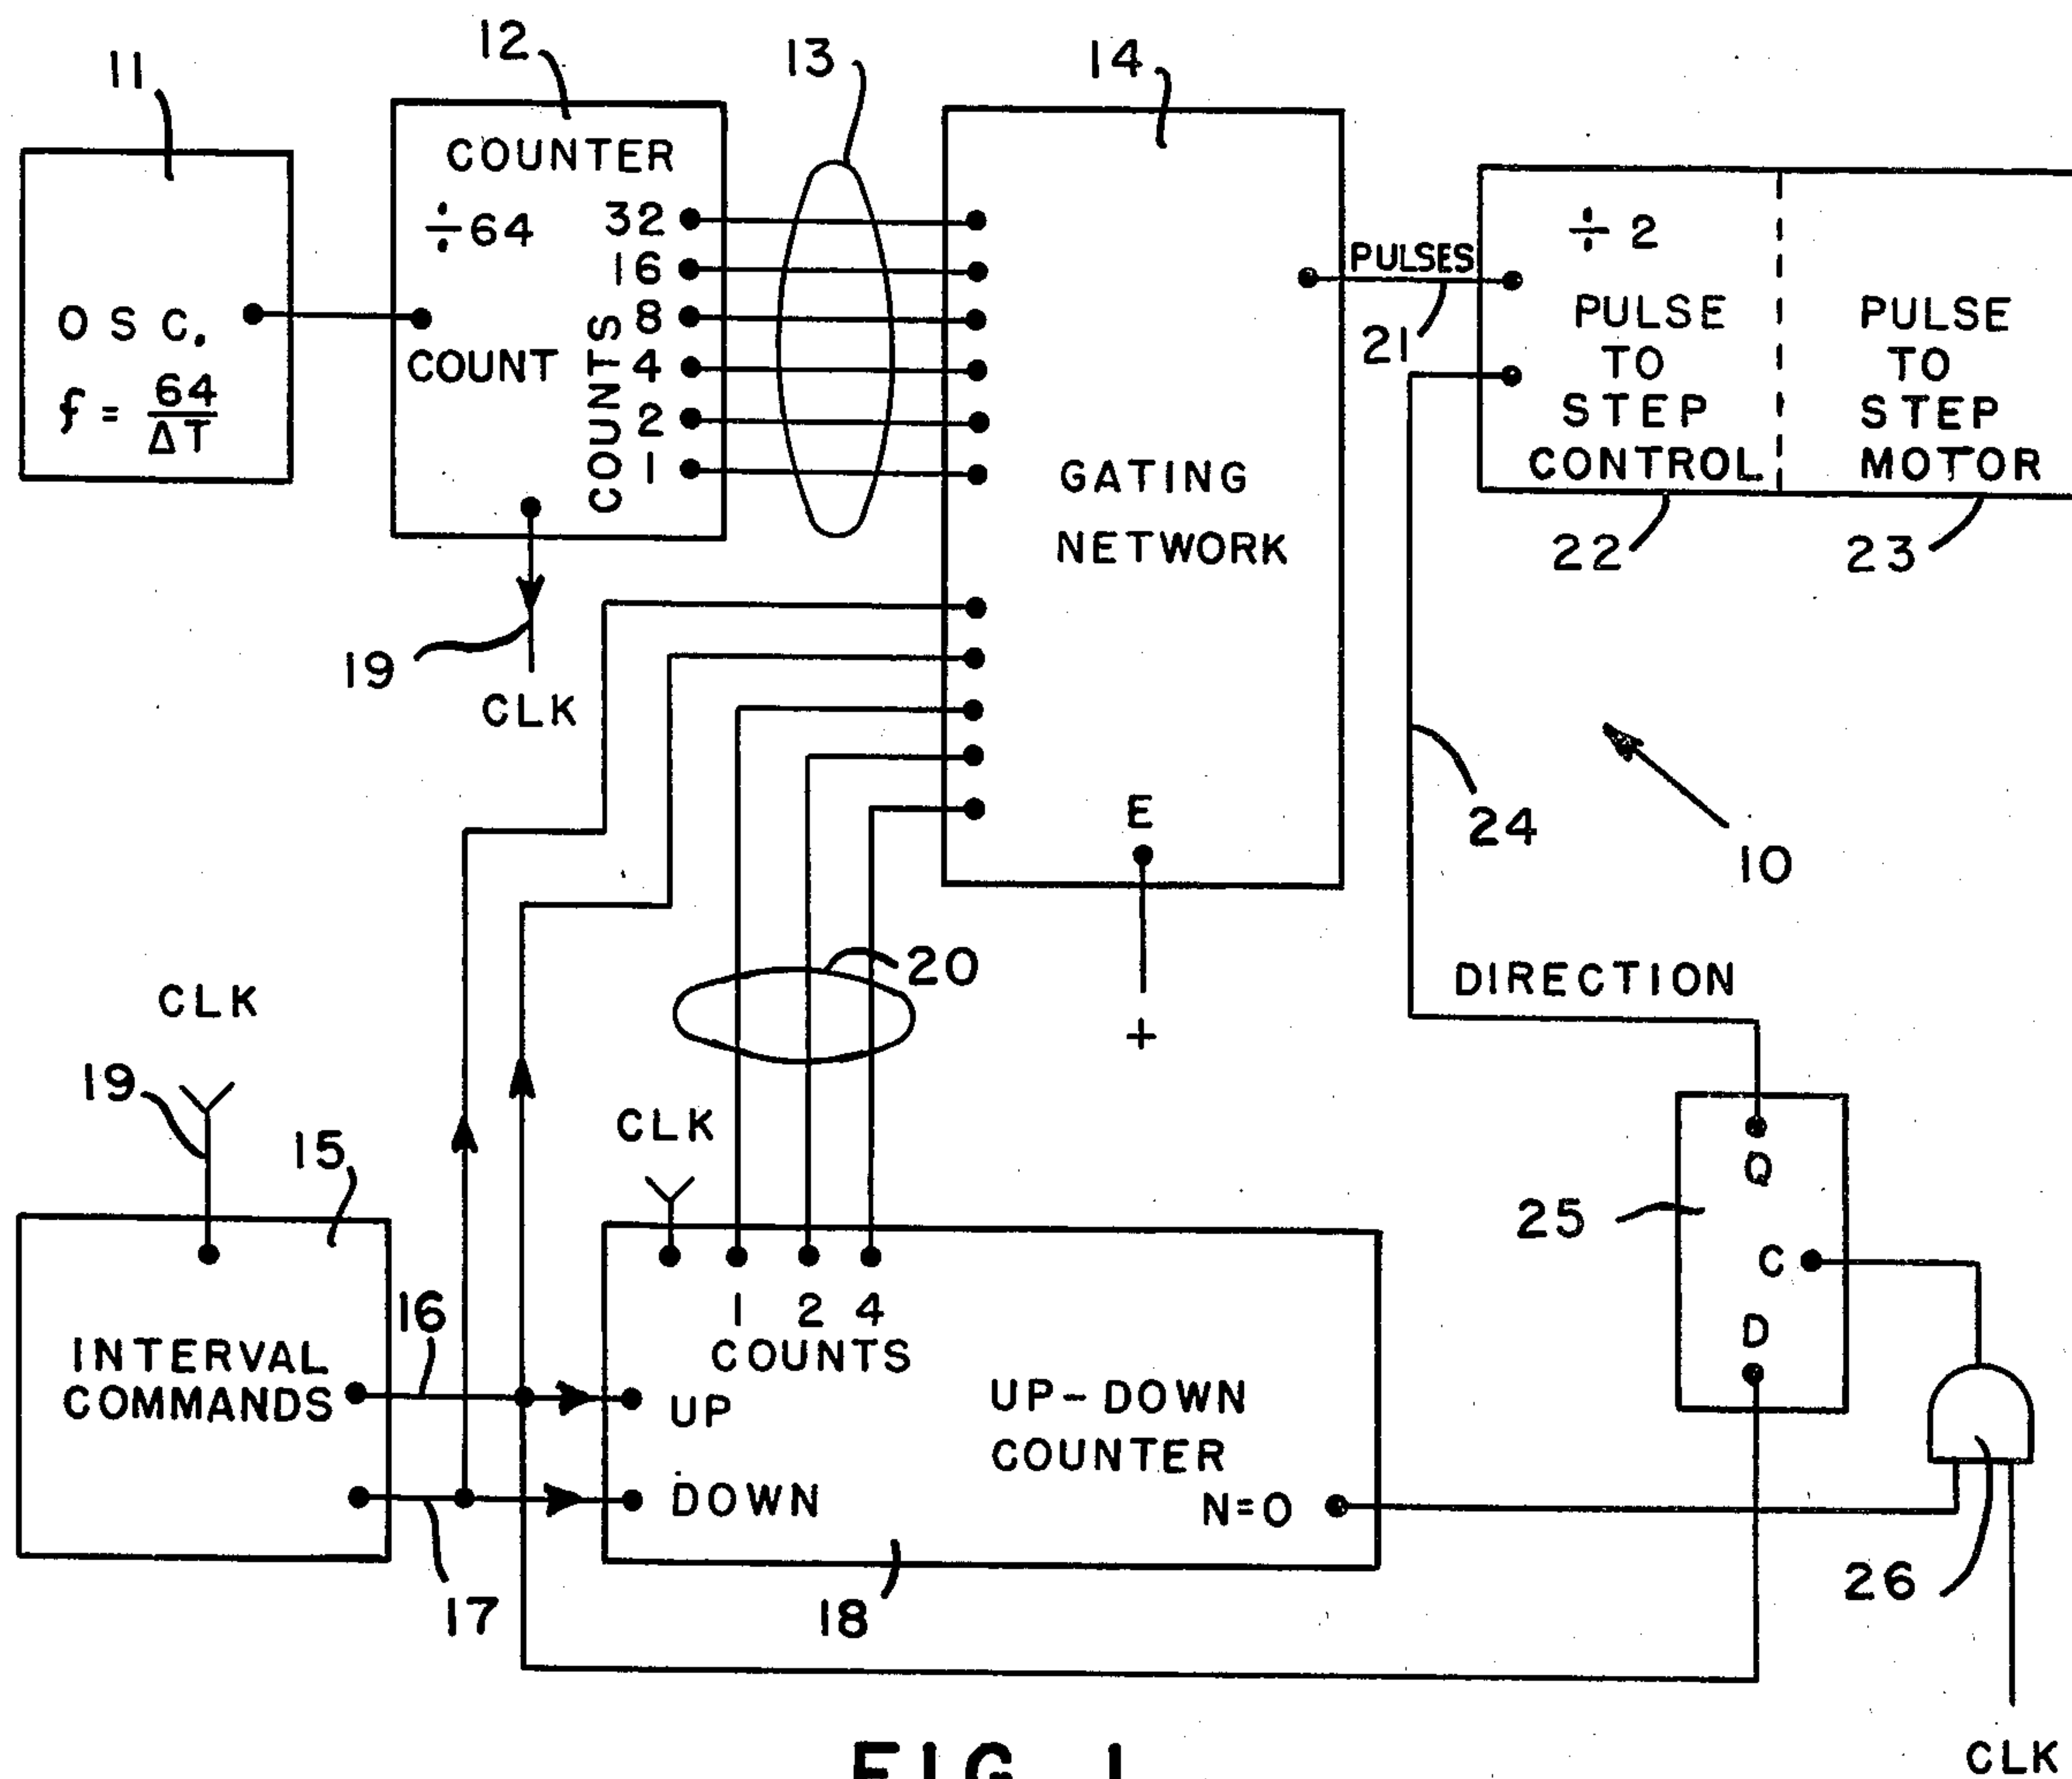 11
12
13
14
COUNTER
÷64
32
16
8
4
2
1
COUNTS
COUNT
OSC.
f = 64/ΔT
PULSES
21
÷ 2
PULSE
TO
STEP
CONTROL
PULSE
TO
STEP
MOTOR
22
23
GATING
NETWORK
19
CLK
E
+
24
10
20
DIRECTION
CLK
19
15
CLK
Q
25
C
D
16
1 2 4
COUNTS
INTERVAL
COMMANDS
UP
UP-DOWN
COUNTER
DOWN
N=0
26
17
18
CLK
FIG. 1